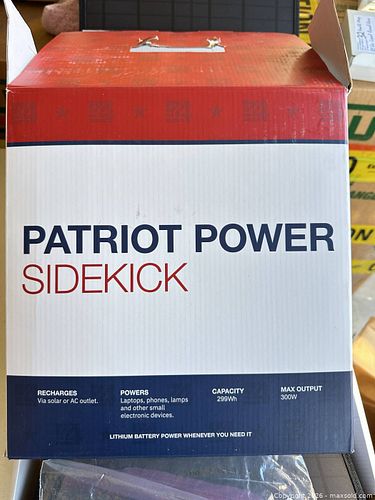 PATRIOT POWER
SIDEKICK
RECHARGES
Via solar or AC outlet.
POWERS
Laptops, phones, lamps
and other small
electronic devices.
CAPACITY
299Wh
MAX OUTPUT
300W
LITHIUM BATTERY POWER WHENEVER YOU NEED IT